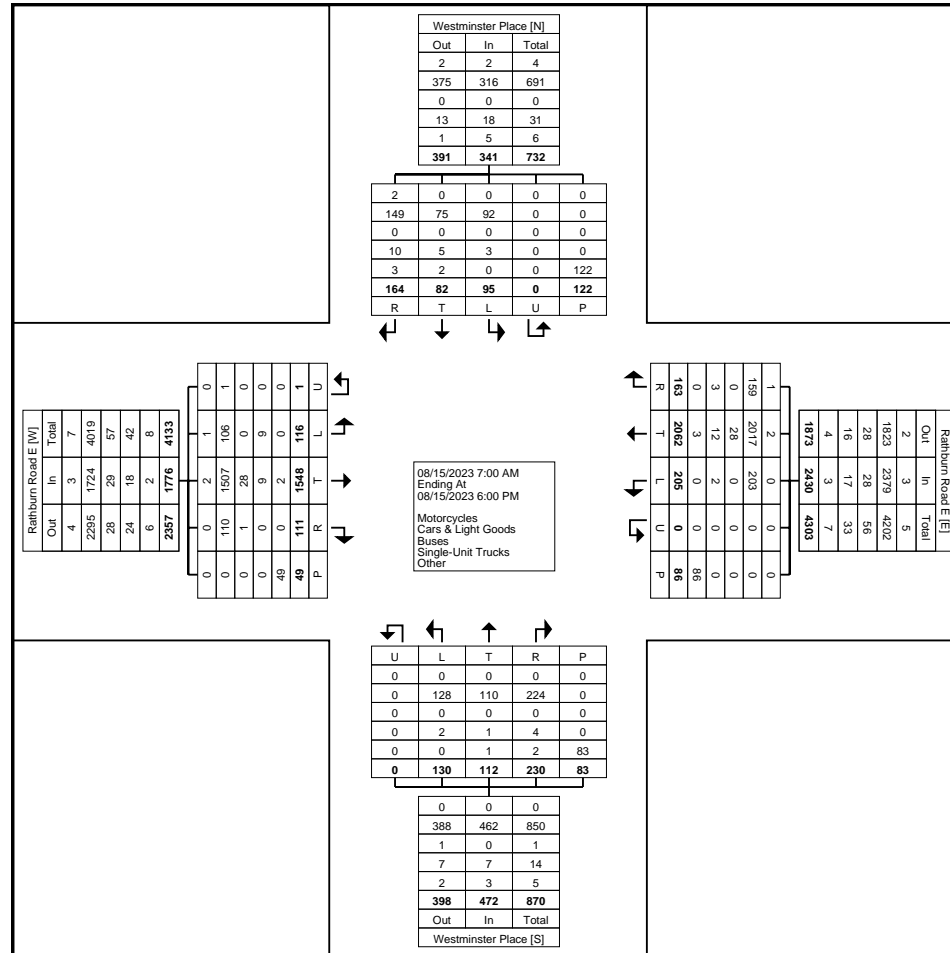 Westminster Place [N]
Out In Total
2 2 4
375 316 691
0 0 0
13 18 31
1 5 6
391 341 732
2 0 0 0 0
149 75 92 0 0
0 0 0 0 0
10 5 3 0 0
3 2 0 0 122
164 82 95 0 122
R T L U P
Rathburn Road E [W]
Out In Total
4 3 7
2295 1724 4019
28 29 57
24 18 42
6 2 8
2357 1776 4133
0 0 2 1 0
0 110 1507 106 1
0 1 28 0 0
0 0 9 9 0
49 0 2 0 0
49 111 1548 116 1
P R T L U
08/15/2023 7:00 AM
Ending At
08/15/2023 6:00 PM
Motorcycles
Cars & Light Goods
Buses
Single-Unit Trucks
Other
Rathburn Road E [E]
Out In Total
2 3 5
1823 2379 4202
28 28 56
16 17 33
4 3 7
1873 2430 4303
1 2 0 0 0
159 2017 203 0 0
0 28 0 0 0
3 12 2 0 0
0 3 0 0 86
163 2062 205 0 86
R T L U P
U L T R P
0 0 0 0 0
0 128 110 224 0
0 0 0 0 0
0 2 1 4 0
0 0 1 2 83
0 130 112 230 83
0 0 0
388 462 850
1 0 1
7 7 14
2 3 5
398 472 870
Out In Total
Westminster Place [S]